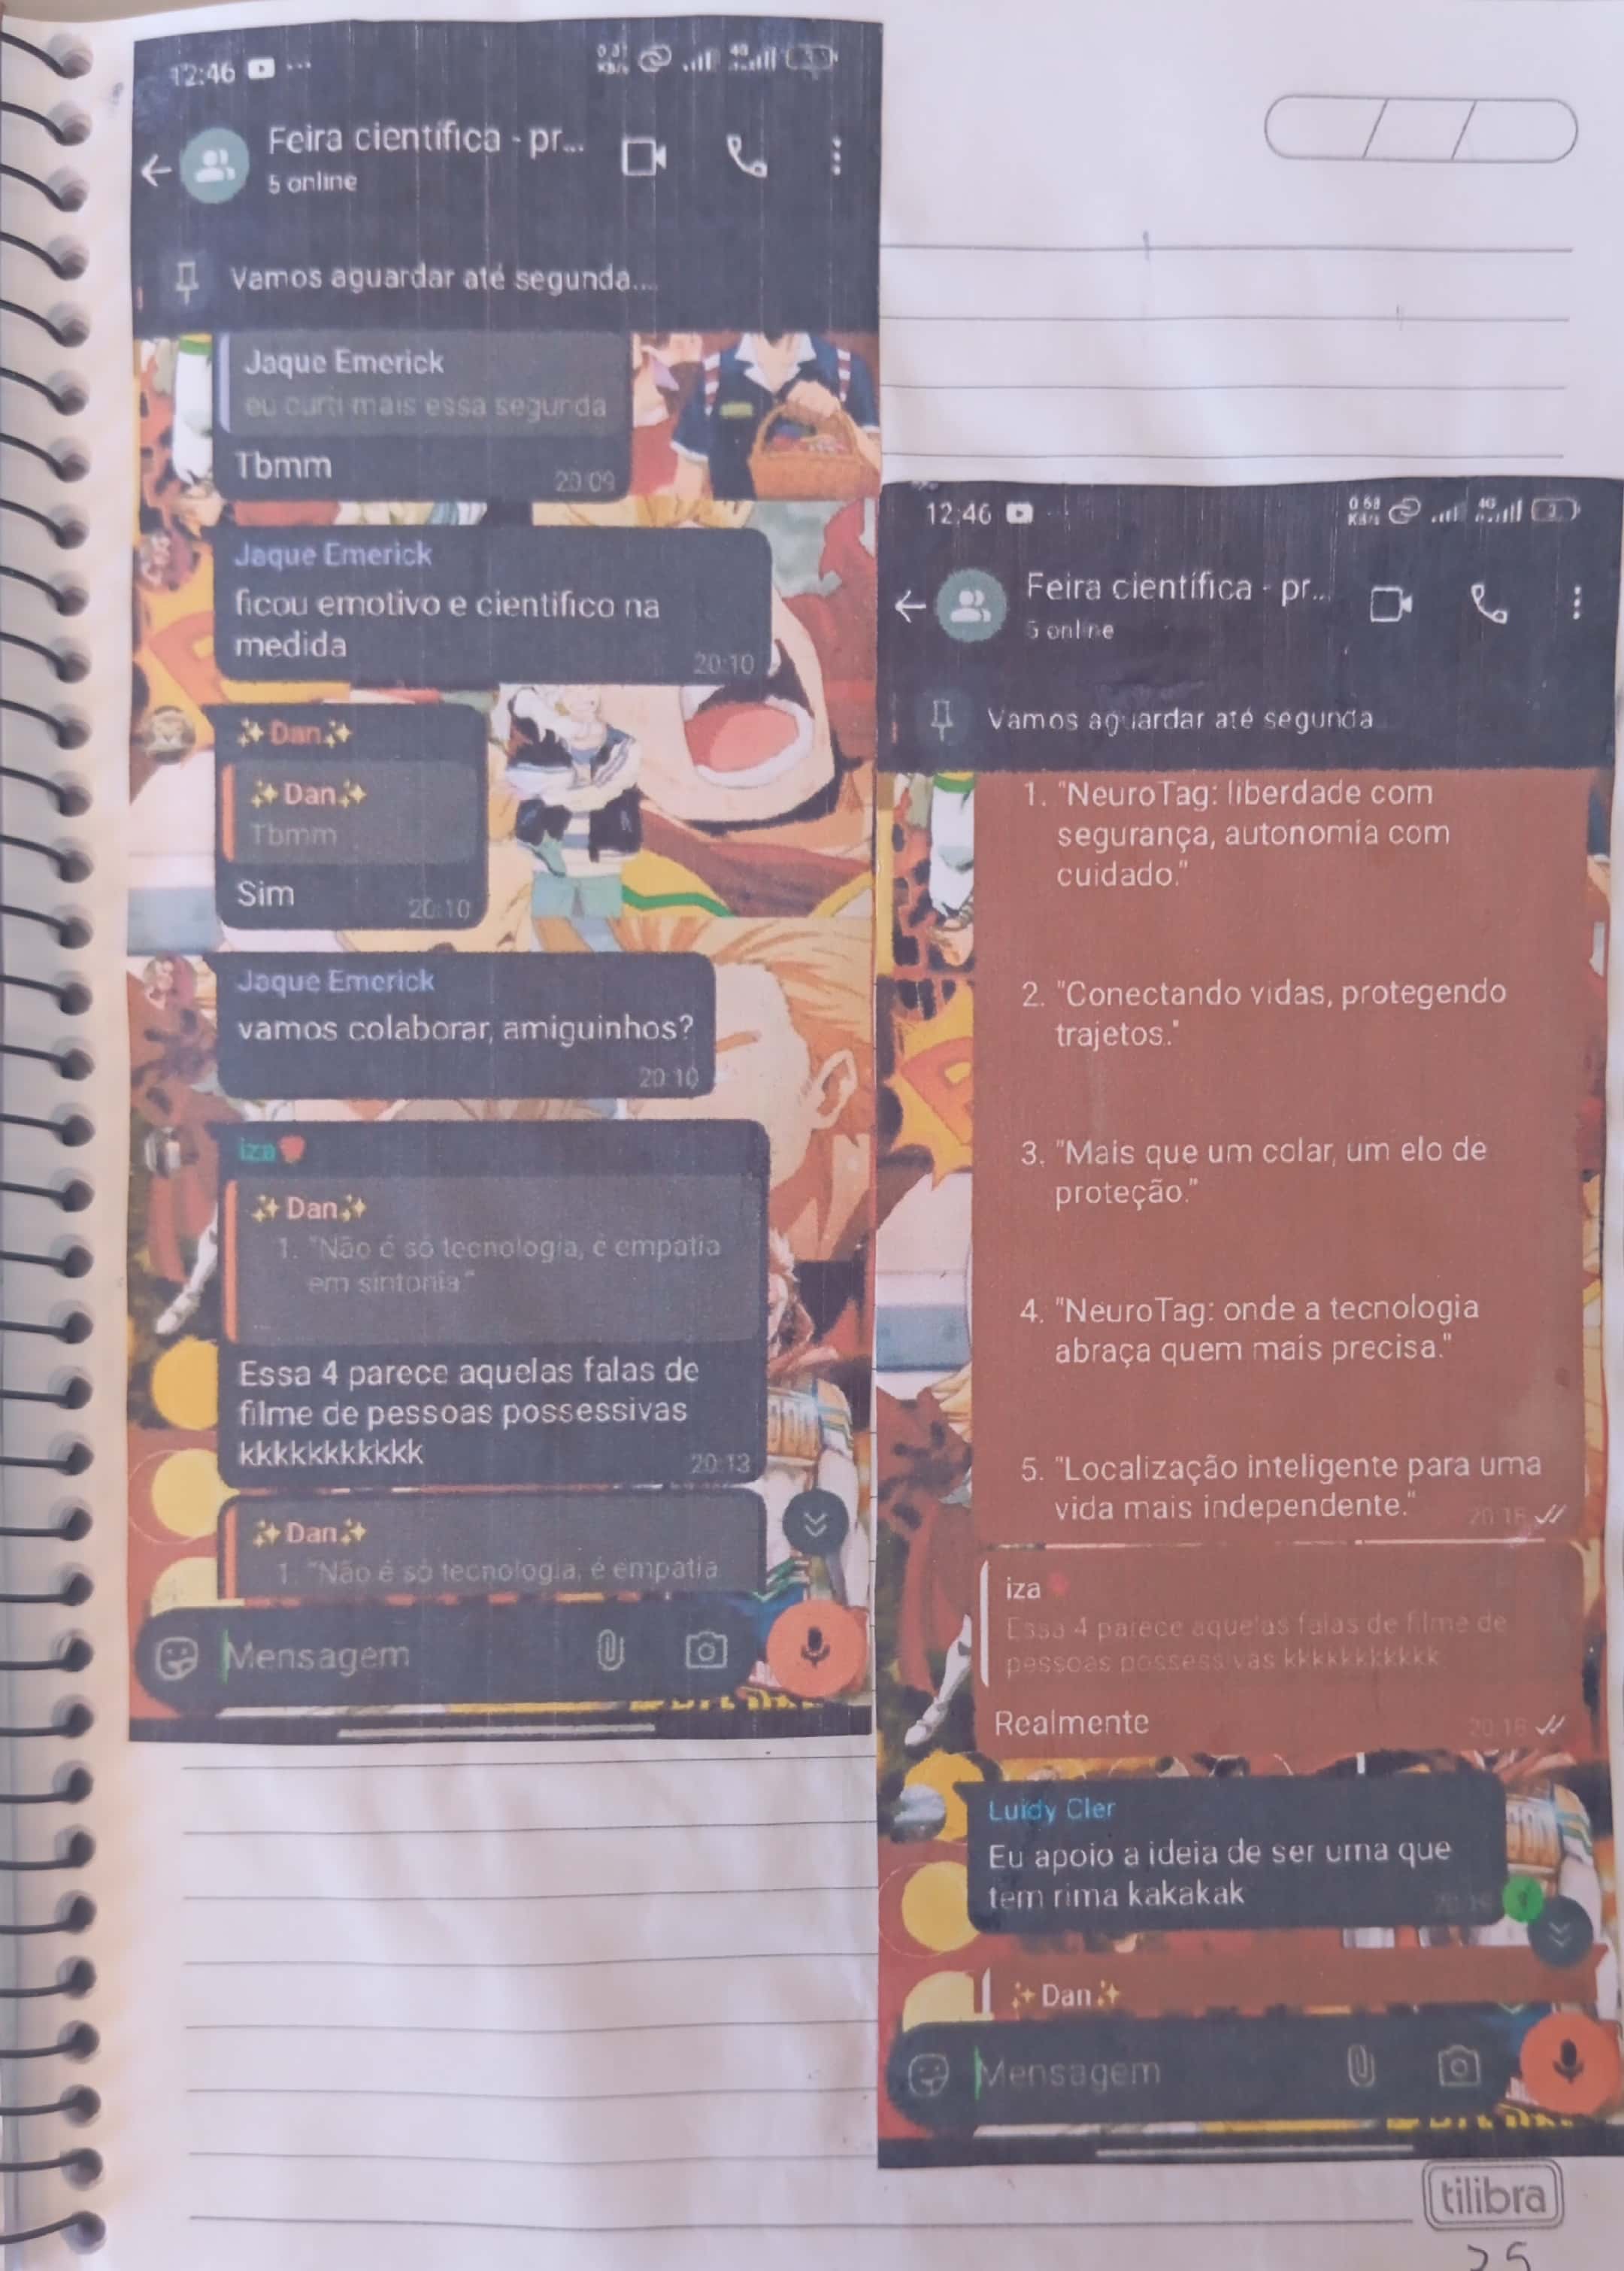 12:46
Feira científica - pr...
5 online
Vamos aguardar até segunda...
Jaque Emerick
eu curti mais essa segunda
Tbmm
20:09
Jaque Emerick
ficou emotivo e cientifico na
medida
20:10
✨Dan✨
✨Dan✨
Tbmm
Sim
20:10
Jaque Emerick
vamos colaborar, amiguinhos?
20:10
iza
✨Dan✨
1. "Não é só tecnologia, é empatia
em sintonia"
Essa 4 parece aquelas falas de
filme de pessoas possessivas
kkkkkkkkkkk
20:13
✨Dan✨
1. "Não é só tecnologia, é empatia
Mensagem
12:46
Feira científica - pr...
5 online
Vamos aguardar até segunda
1. "NeuroTag: liberdade com
segurança, autonomia com
cuidado."
2. "Conectando vidas, protegendo
trajetos."
3. "Mais que um colar, um elo de
proteção."
4. "NeuroTag: onde a tecnologia
abraça quem mais precisa."
5. "Localização inteligente para uma
vida mais independente."
iza
Essa 4 parece aquelas falas de filme de
pessoas possessivas kkkkkkkkkkk
Realmente
Luidy Cler
Eu apoio a ideia de ser uma que
tem rima kakakak
✨Dan✨
Mensagem
tilibra
25